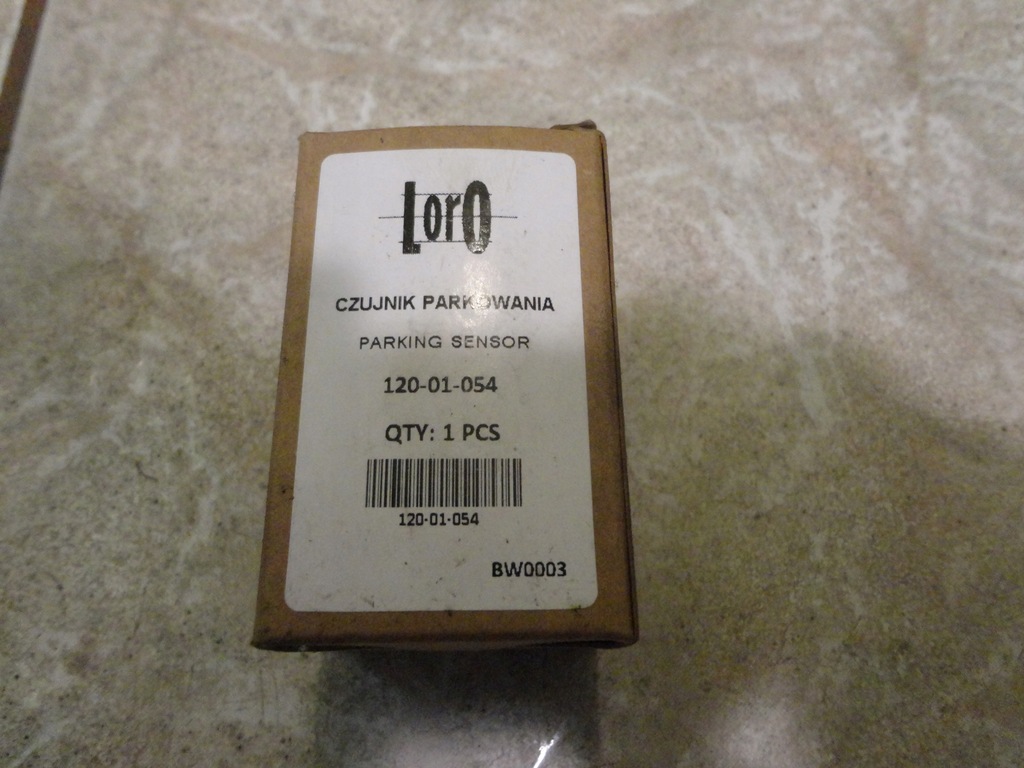 LorO
CZUJNIK PARKOWANIA
PARKING SENSOR
120-01-054
QTY: 1 PCS
120-01-054
BW0003